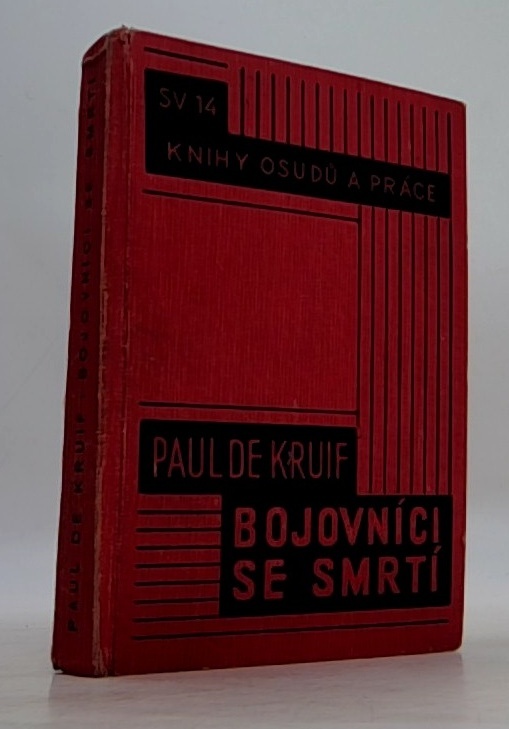 SV 14
KNIHY OSUDŮ A PRÁCE
PAUL DE KRUIF
BOJOVNÍCI
SE SMRTÍ
PAUL DE KRUIF BOJOVNÍCI SE SMRTÍ